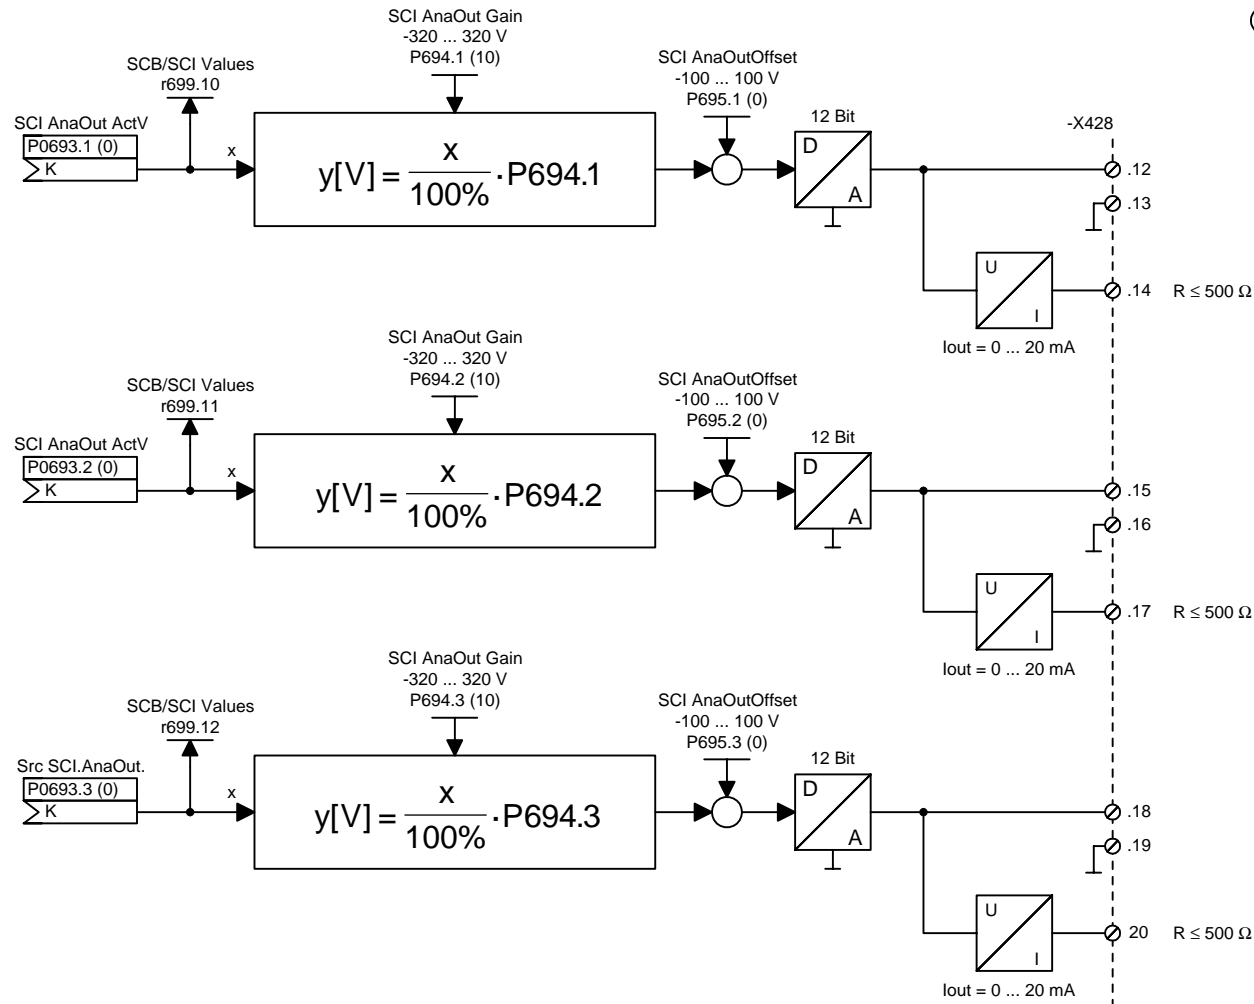 SCI AnaOut Gain
-320 ... 320 V
P694.1 (10)
SCB/SCI Values
r699.10
SCI AnaOutOffset
-100 ... 100 V
P695.1 (0)
SCI AnaOut ActV
P0693.1 (0)
K
x
y[V] = x / 100% · P694.1
12 Bit
D
A
-X428
.12
.13
U
I
.14 R ≤ 500 Ω
Iout = 0 ... 20 mA
SCI AnaOut Gain
-320 ... 320 V
P694.2 (10)
SCB/SCI Values
r699.11
SCI AnaOutOffset
-100 ... 100 V
P695.2 (0)
SCI AnaOut ActV
P0693.2 (0)
K
x
y[V] = x / 100% · P694.2
12 Bit
D
A
.15
.16
U
I
.17 R ≤ 500 Ω
Iout = 0 ... 20 mA
SCI AnaOut Gain
-320 ... 320 V
P694.3 (10)
SCB/SCI Values
r699.12
SCI AnaOutOffset
-100 ... 100 V
P695.3 (0)
Src SCI.AnaOut.
P0693.3 (0)
K
x
y[V] = x / 100% · P694.3
12 Bit
D
A
.18
.19
U
I
20 R ≤ 500 Ω
Iout = 0 ... 20 mA